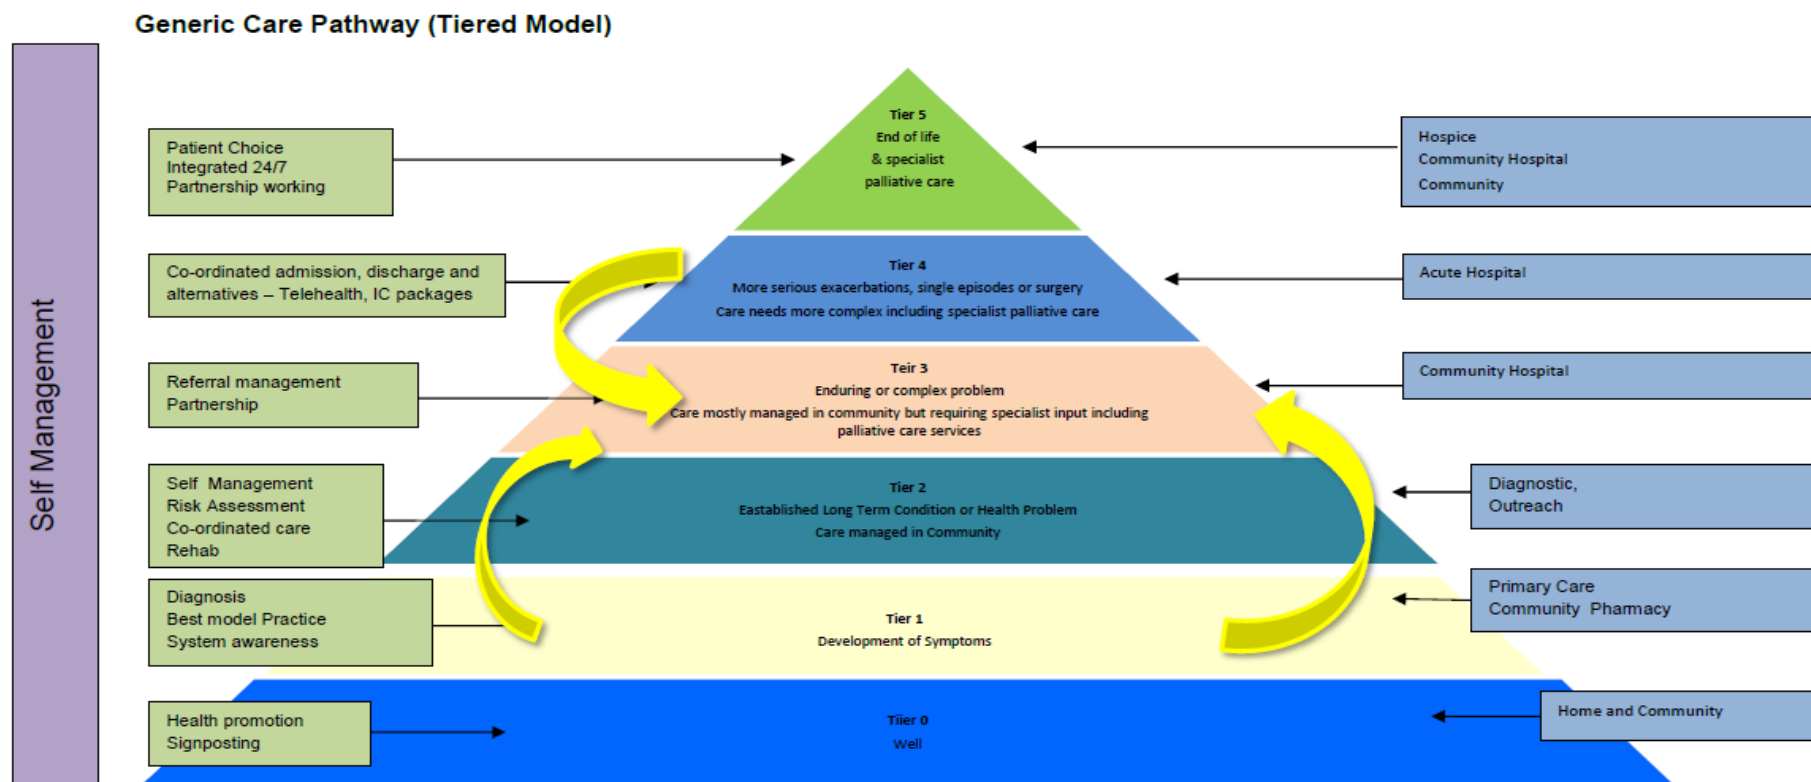 Generic Care Pathway (Tiered Model)
Self Management
Patient Choice
Integrated 24/7
Partnership working
Tier 5
End of life
& specialist
palliative care
Hospice
Community Hospital
Community
Co-ordinated admission, discharge and
alternatives – Telehealth, IC packages
Tier 4
More serious exacerbations, single episodes or surgery
Care needs more complex including specialist palliative care
Acute Hospital
Referral management
Partnership
Teir 3
Enduring or complex problem
Care mostly managed in community but requiring specialist input including
palliative care services
Community Hospital
Self Management
Risk Assessment
Co-ordinated care
Rehab
Tier 2
Eastablished Long Term Condition or Health Problem
Care managed in Community
Diagnostic,
Outreach
Diagnosis
Best model Practice
System awareness
Tier 1
Development of Symptoms
Primary Care
Community Pharmacy
Health promotion
Signposting
Tiier 0
Well
Home and Community